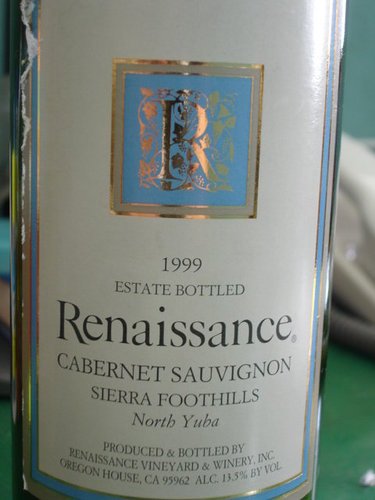 R
1999
ESTATE BOTTLED
Renaissance®
CABERNET SAUVIGNON
SIERRA FOOTHILLS
North Yuba
PRODUCED & BOTTLED BY
RENAISSANCE VINEYARD & WINERY, INC.
OREGON HOUSE, CA 95962 ALC. 13.5% BY VOL